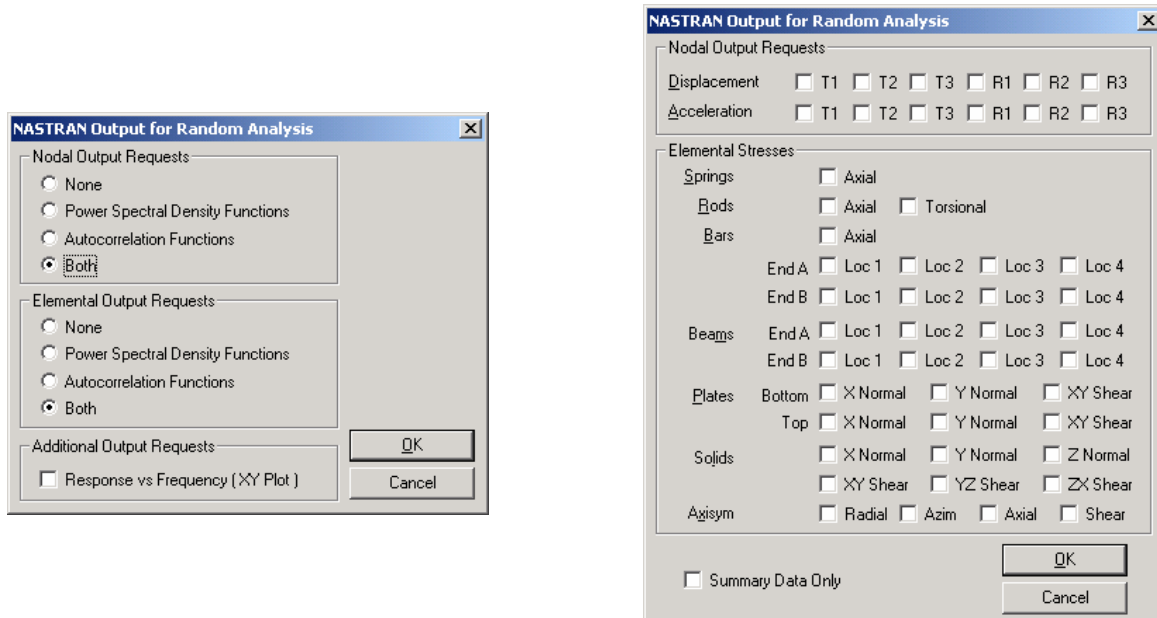 NASTRAN Output for Random Analysis
Nodal Output Requests
None
Power Spectral Density Functions
Autocorrelation Functions
Both
Elemental Output Requests
None
Power Spectral Density Functions
Autocorrelation Functions
Both
Additional Output Requests
Response vs Frequency ( XY Plot )
OK
Cancel
NASTRAN Output for Random Analysis
Nodal Output Requests
Displacement T1 T2 T3 R1 R2 R3
Acceleration T1 T2 T3 R1 R2 R3
Elemental Stresses
Springs Axial
Rods Axial Torsional
Bars Axial
End A Loc 1 Loc 2 Loc 3 Loc 4
End B Loc 1 Loc 2 Loc 3 Loc 4
Beams End A Loc 1 Loc 2 Loc 3 Loc 4
End B Loc 1 Loc 2 Loc 3 Loc 4
Plates Bottom X Normal Y Normal XY Shear
Top X Normal Y Normal XY Shear
Solids X Normal Y Normal Z Normal
XY Shear YZ Shear ZX Shear
Axisym Radial Azim Axial Shear
Summary Data Only
OK
Cancel